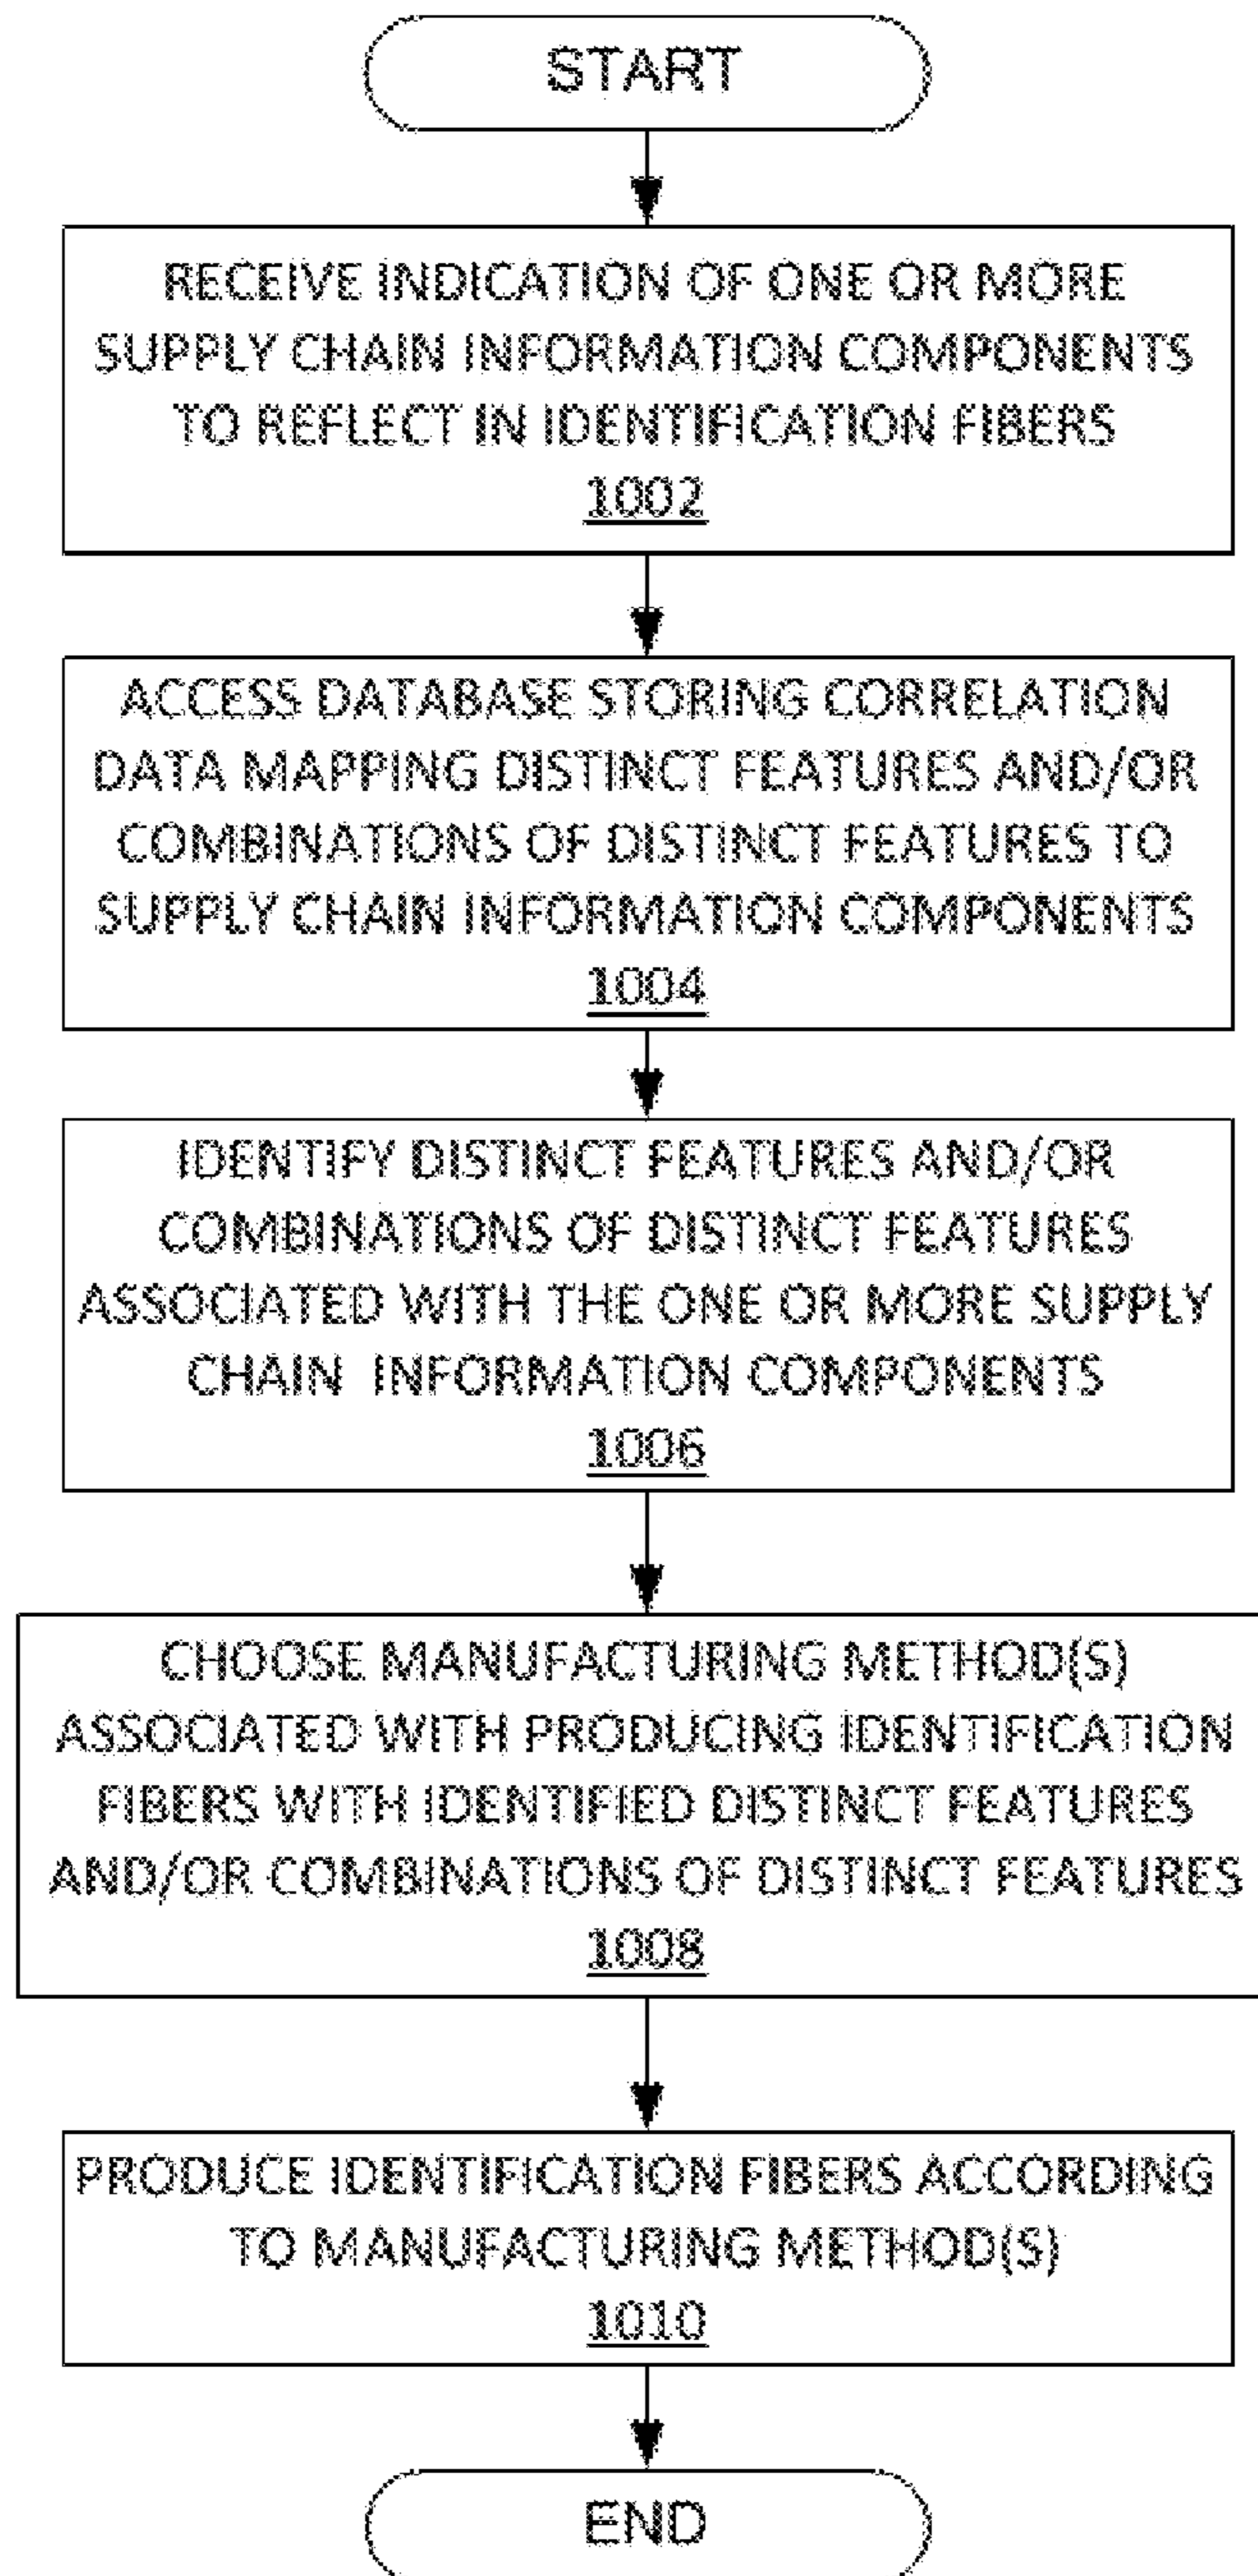 START
RECEIVE INDICATION OF ONE OR MORE
SUPPLY CHAIN INFORMATION COMPONENTS
TO REFLECT IN IDENTIFICATION FIBERS
1002
ACCESS DATABASE STORING CORRELATION
DATA MAPPING DISTINCT FEATURES AND/OR
COMBINATIONS OF DISTINCT FEATURES TO
SUPPLY CHAIN INFORMATION COMPONENTS
1004
IDENTIFY DISTINCT FEATURES AND/OR
COMBINATIONS OF DISTINCT FEATURES
ASSOCIATED WITH THE ONE OR MORE SUPPLY
CHAIN INFORMATION COMPONENTS
1006
CHOOSE MANUFACTURING METHOD(S)
ASSOCIATED WITH PRODUCING IDENTIFICATION
FIBERS WITH IDENTIFIED DISTINCT FEATURES
AND/OR COMBINATIONS OF DISTINCT FEATURES
1008
PRODUCE IDENTIFICATION FIBERS ACCORDING
TO MANUFACTURING METHOD(S)
1010
END